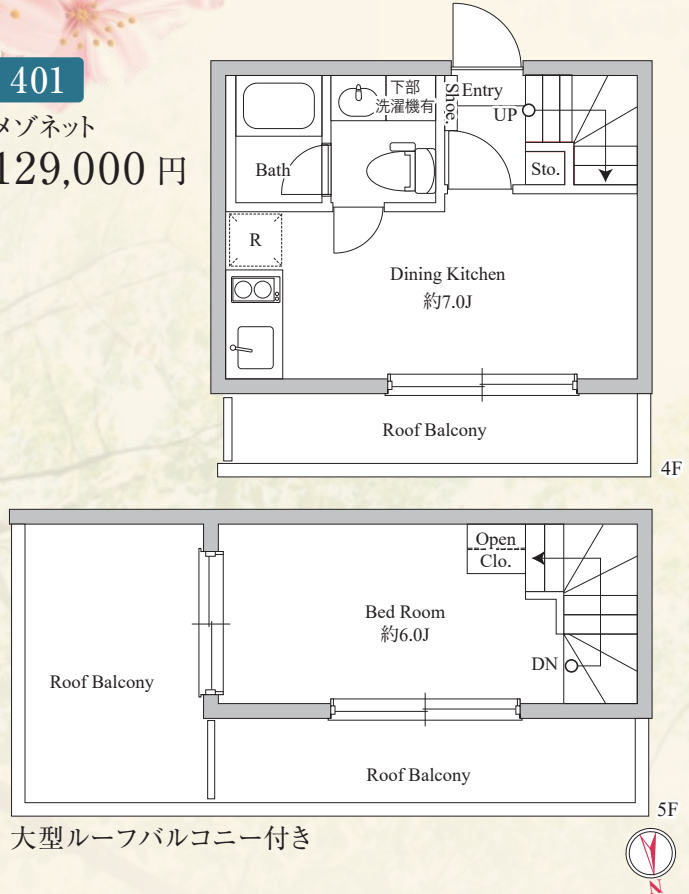 401
メゾネット
129,000 円
下部
洗濯機有
Shoe.
Entry
UP
Bath
Sto.
R
Dining Kitchen
約7.0J
Roof Balcony
4F
Open
Clo.
Bed Room
約6.0J
DN
Roof Balcony
Roof Balcony
5F
大型ルーフバルコニー付き
N